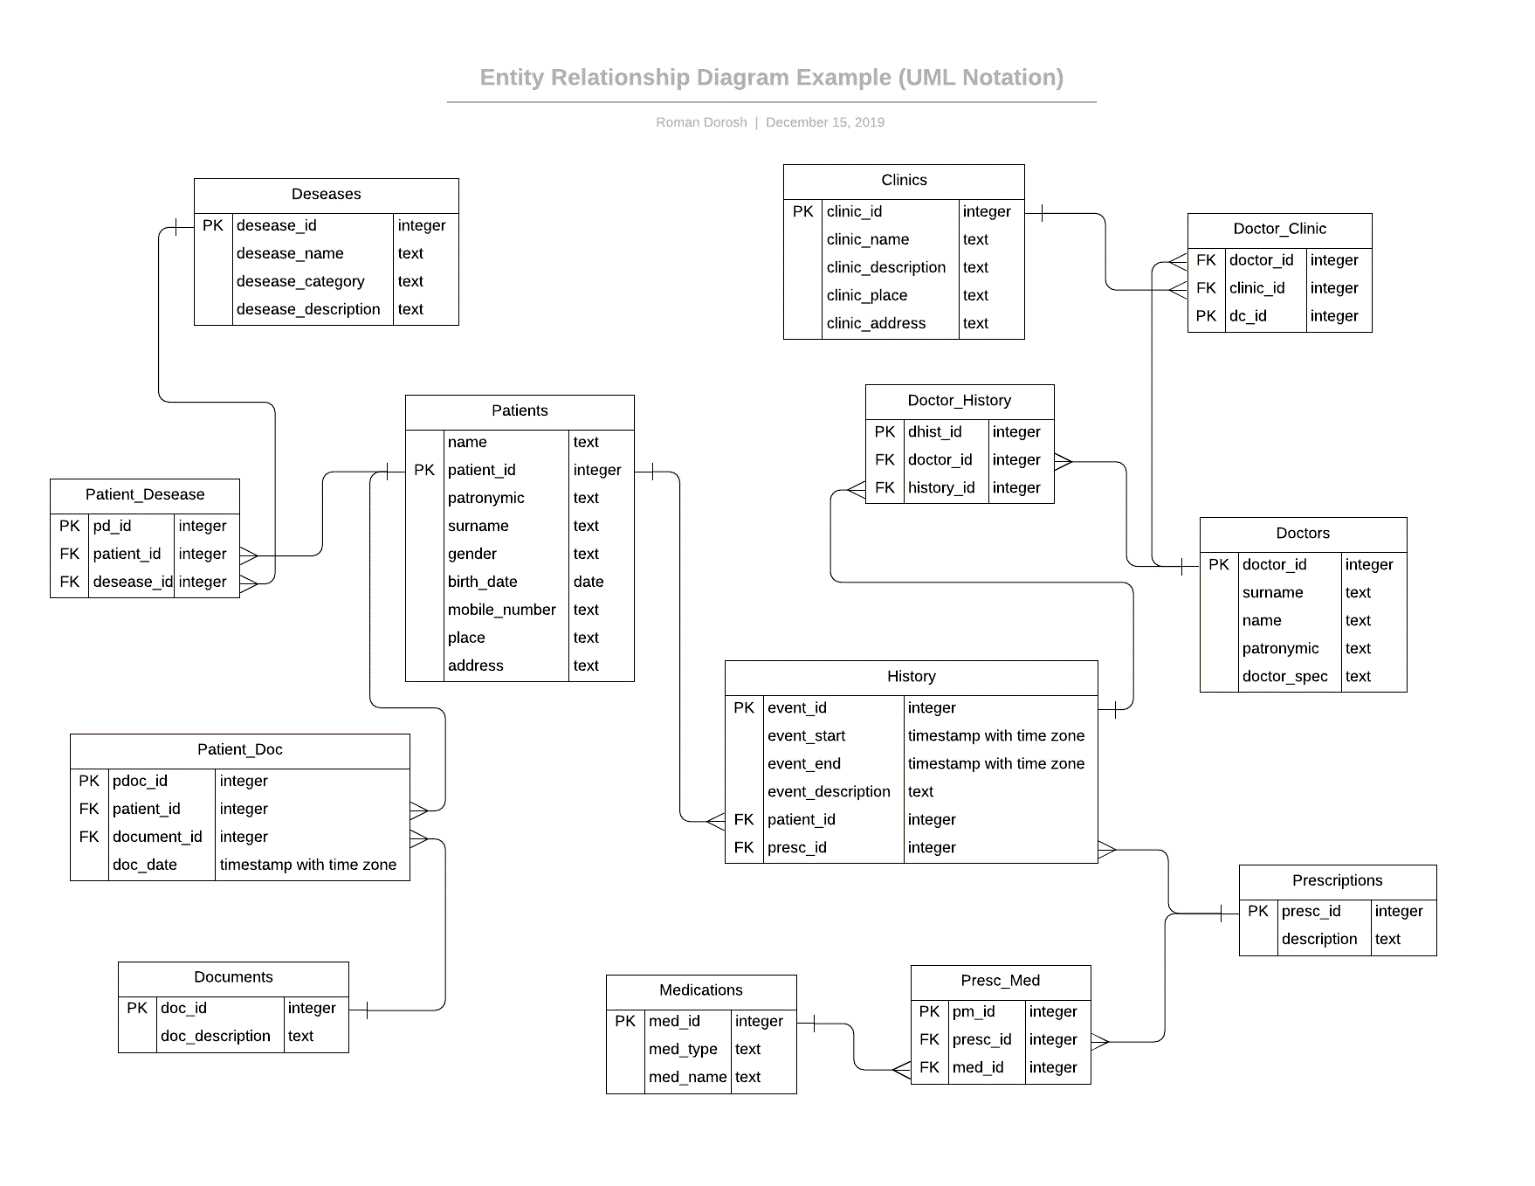 Entity Relationship Diagram Example (UML Notation)
Roman Dorosh | December 15, 2019
Deseases
PK desease_id integer
desease_name text
desease_category text
desease_description text
Clinics
PK clinic_id integer
clinic_name text
clinic_description text
clinic_place text
clinic_address text
Doctor_Clinic
FK doctor_id integer
FK clinic_id integer
PK dc_id integer
Patients
name text
PK patient_id integer
patronymic text
surname text
gender text
birth_date date
mobile_number text
place text
address text
Doctor_History
PK dhist_id integer
FK doctor_id integer
FK history_id integer
Patient_Desease
PK pd_id integer
FK patient_id integer
FK desease_id integer
Doctors
PK doctor_id integer
surname text
name text
patronymic text
doctor_spec text
History
PK event_id integer
event_start timestamp with time zone
event_end timestamp with time zone
event_description text
FK patient_id integer
FK presc_id integer
Patient_Doc
PK pdoc_id integer
FK patient_id integer
FK document_id integer
doc_date timestamp with time zone
Prescriptions
PK presc_id integer
description text
Documents
PK doc_id integer
doc_description text
Medications
PK med_id integer
med_type text
med_name text
Presc_Med
PK pm_id integer
FK presc_id integer
FK med_id integer